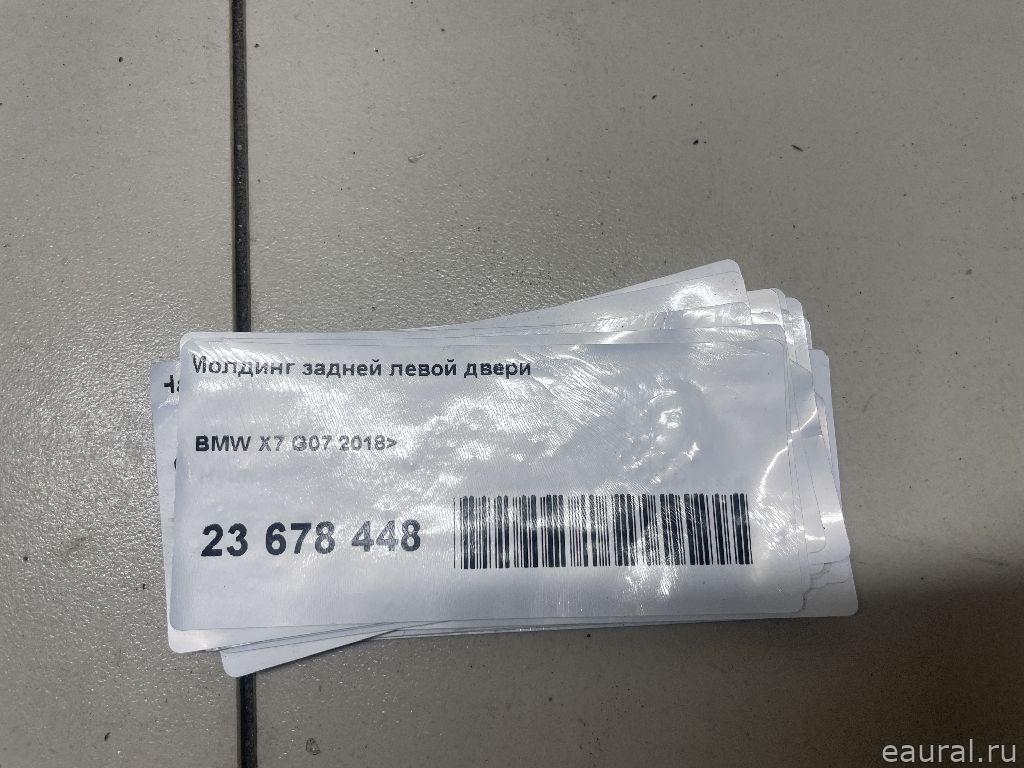 Молдинг задней левой двери
BMW X7 G07 2018>
23 678 448
eaural.ru